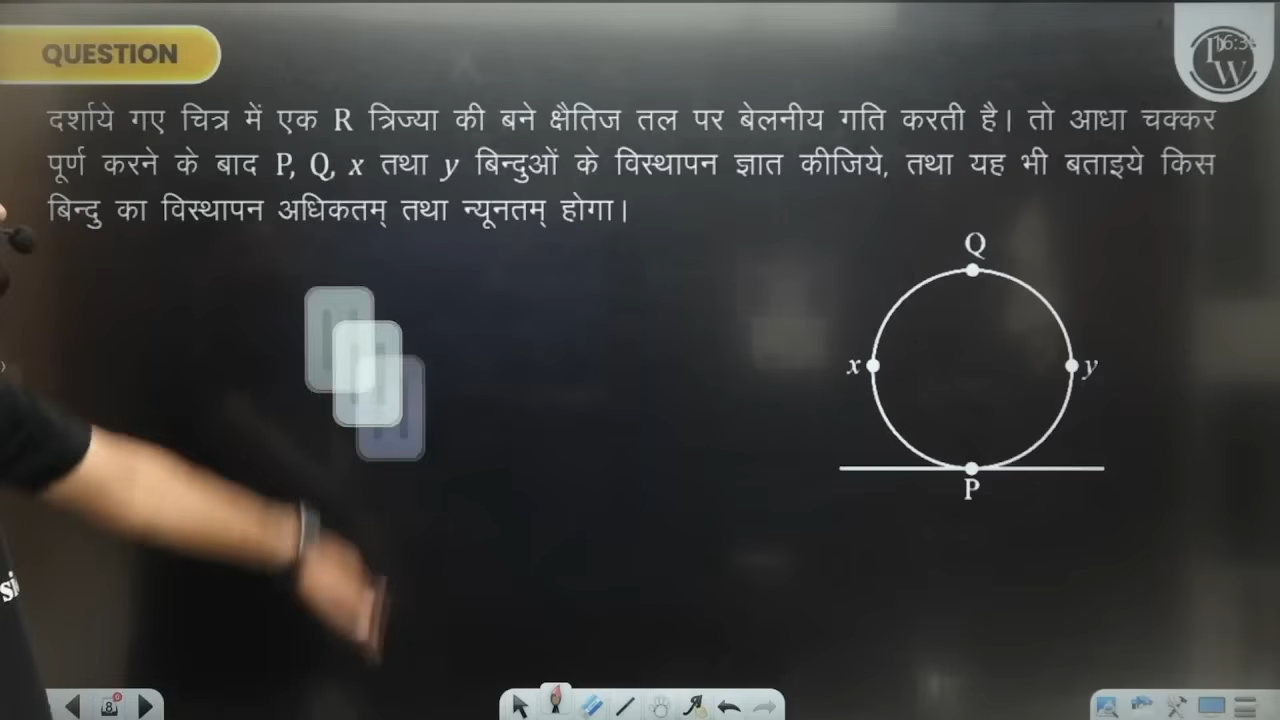 QUESTION
दर्शाये गए चित्र में एक R त्रिज्या की बने क्षैतिज तल पर बेलनीय गति करती है। तो आधा चक्कर
पूर्ण करने के बाद P, Q, x तथा y बिन्दुओं के विस्थापन ज्ञात कीजिये, तथा यह भी बताइये किस
बिन्दु का विस्थापन अधिकतम् तथा न्यूनतम् होगा।
Q
x
y
P
8